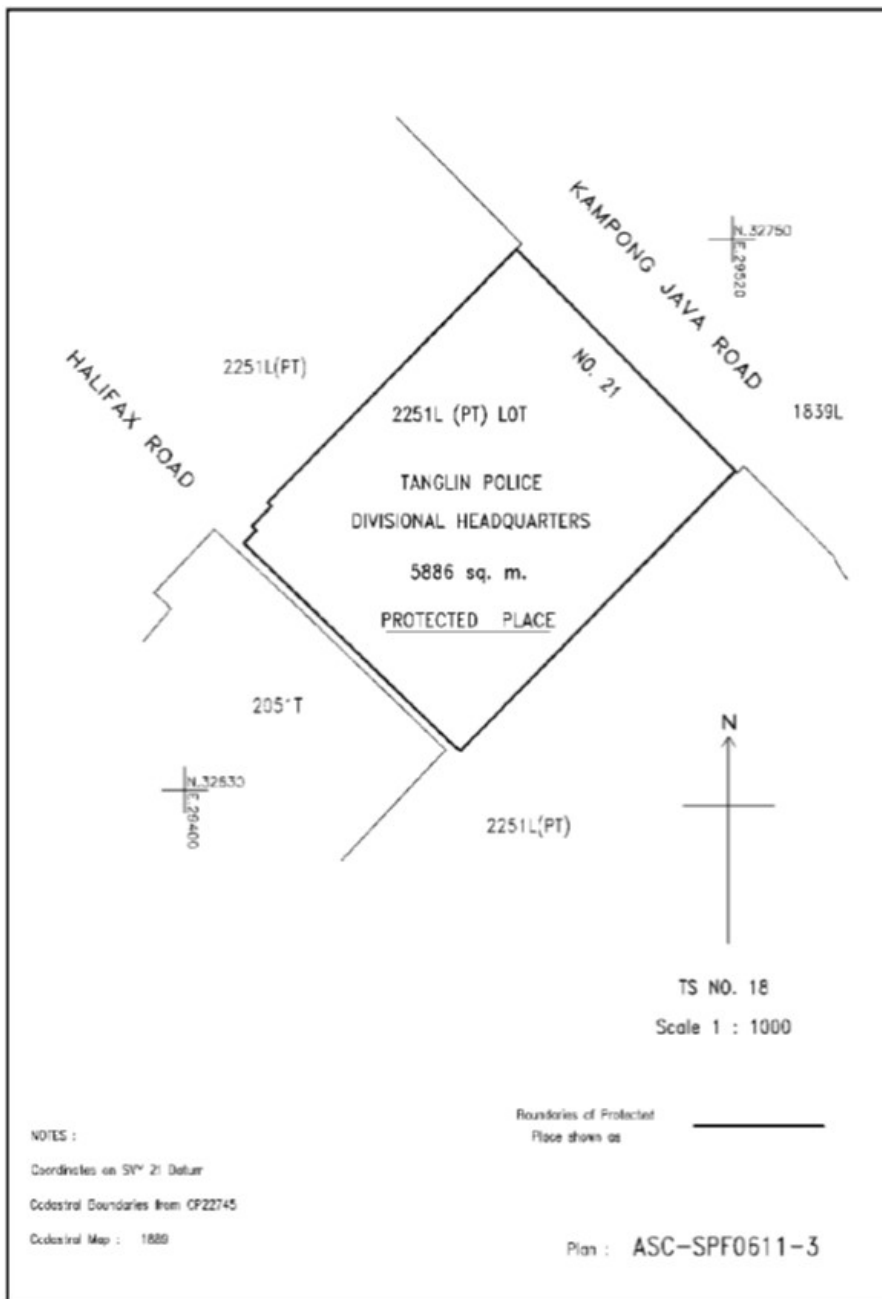 KAMPONG JAVA ROAD
N.32750
E.29520
NO. 21
1839L
HALIFAX ROAD
2251L(PT)
2251L (PT) LOT
TANGLIN POLICE
DIVISIONAL HEADQUARTERS
5886 sq. m.
PROTECTED PLACE
N
2251L(PT)
TS NO. 18
Scale 1 : 1000
Boundaries of Protected
Place shown as
NOTES :
Coordinates on SVY 21 Datum
Cadastral Boundaries from CP22745
Cadastral Map :
Plan : ASC-SPF0611-3